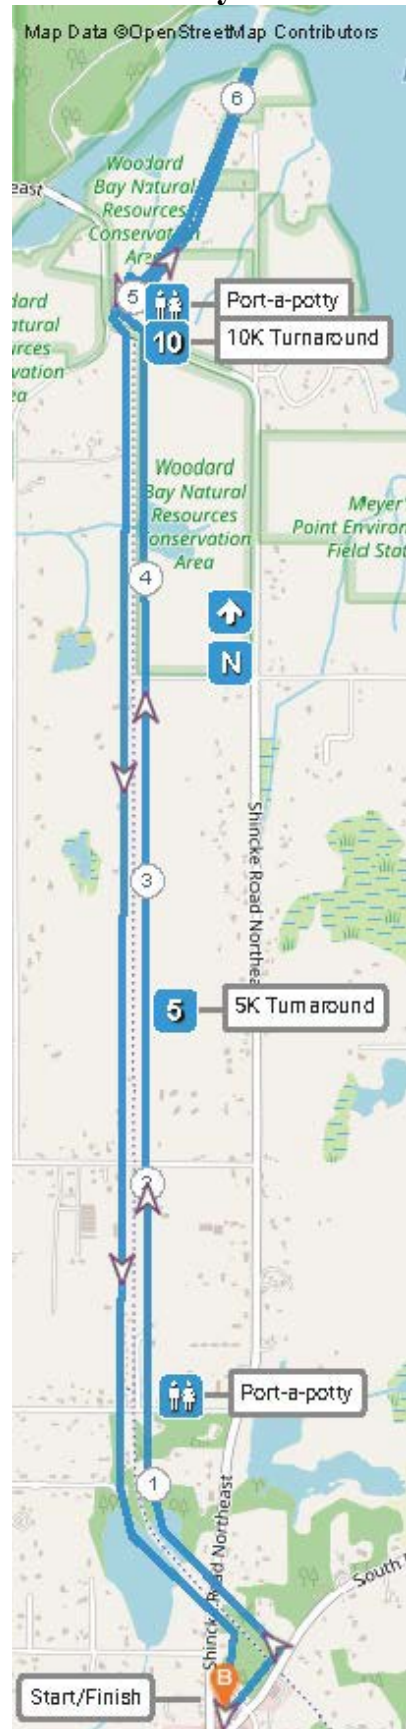 Map Data ©OpenStreetMap Contributors
6
Woodard
Bay Natural
Resources
Conservation
Area
east
5
Port-a-potty
10
10K Turnaround
Woodard
Bay Natural
Resources
Conservation
Area
Meyer'
Point Environ
Field Stat
4
N
3
Shincke Road Northea
5
5K Turnaround
2
Port-a-potty
1
Shincke Road Northeast
South
B
Start/Finish